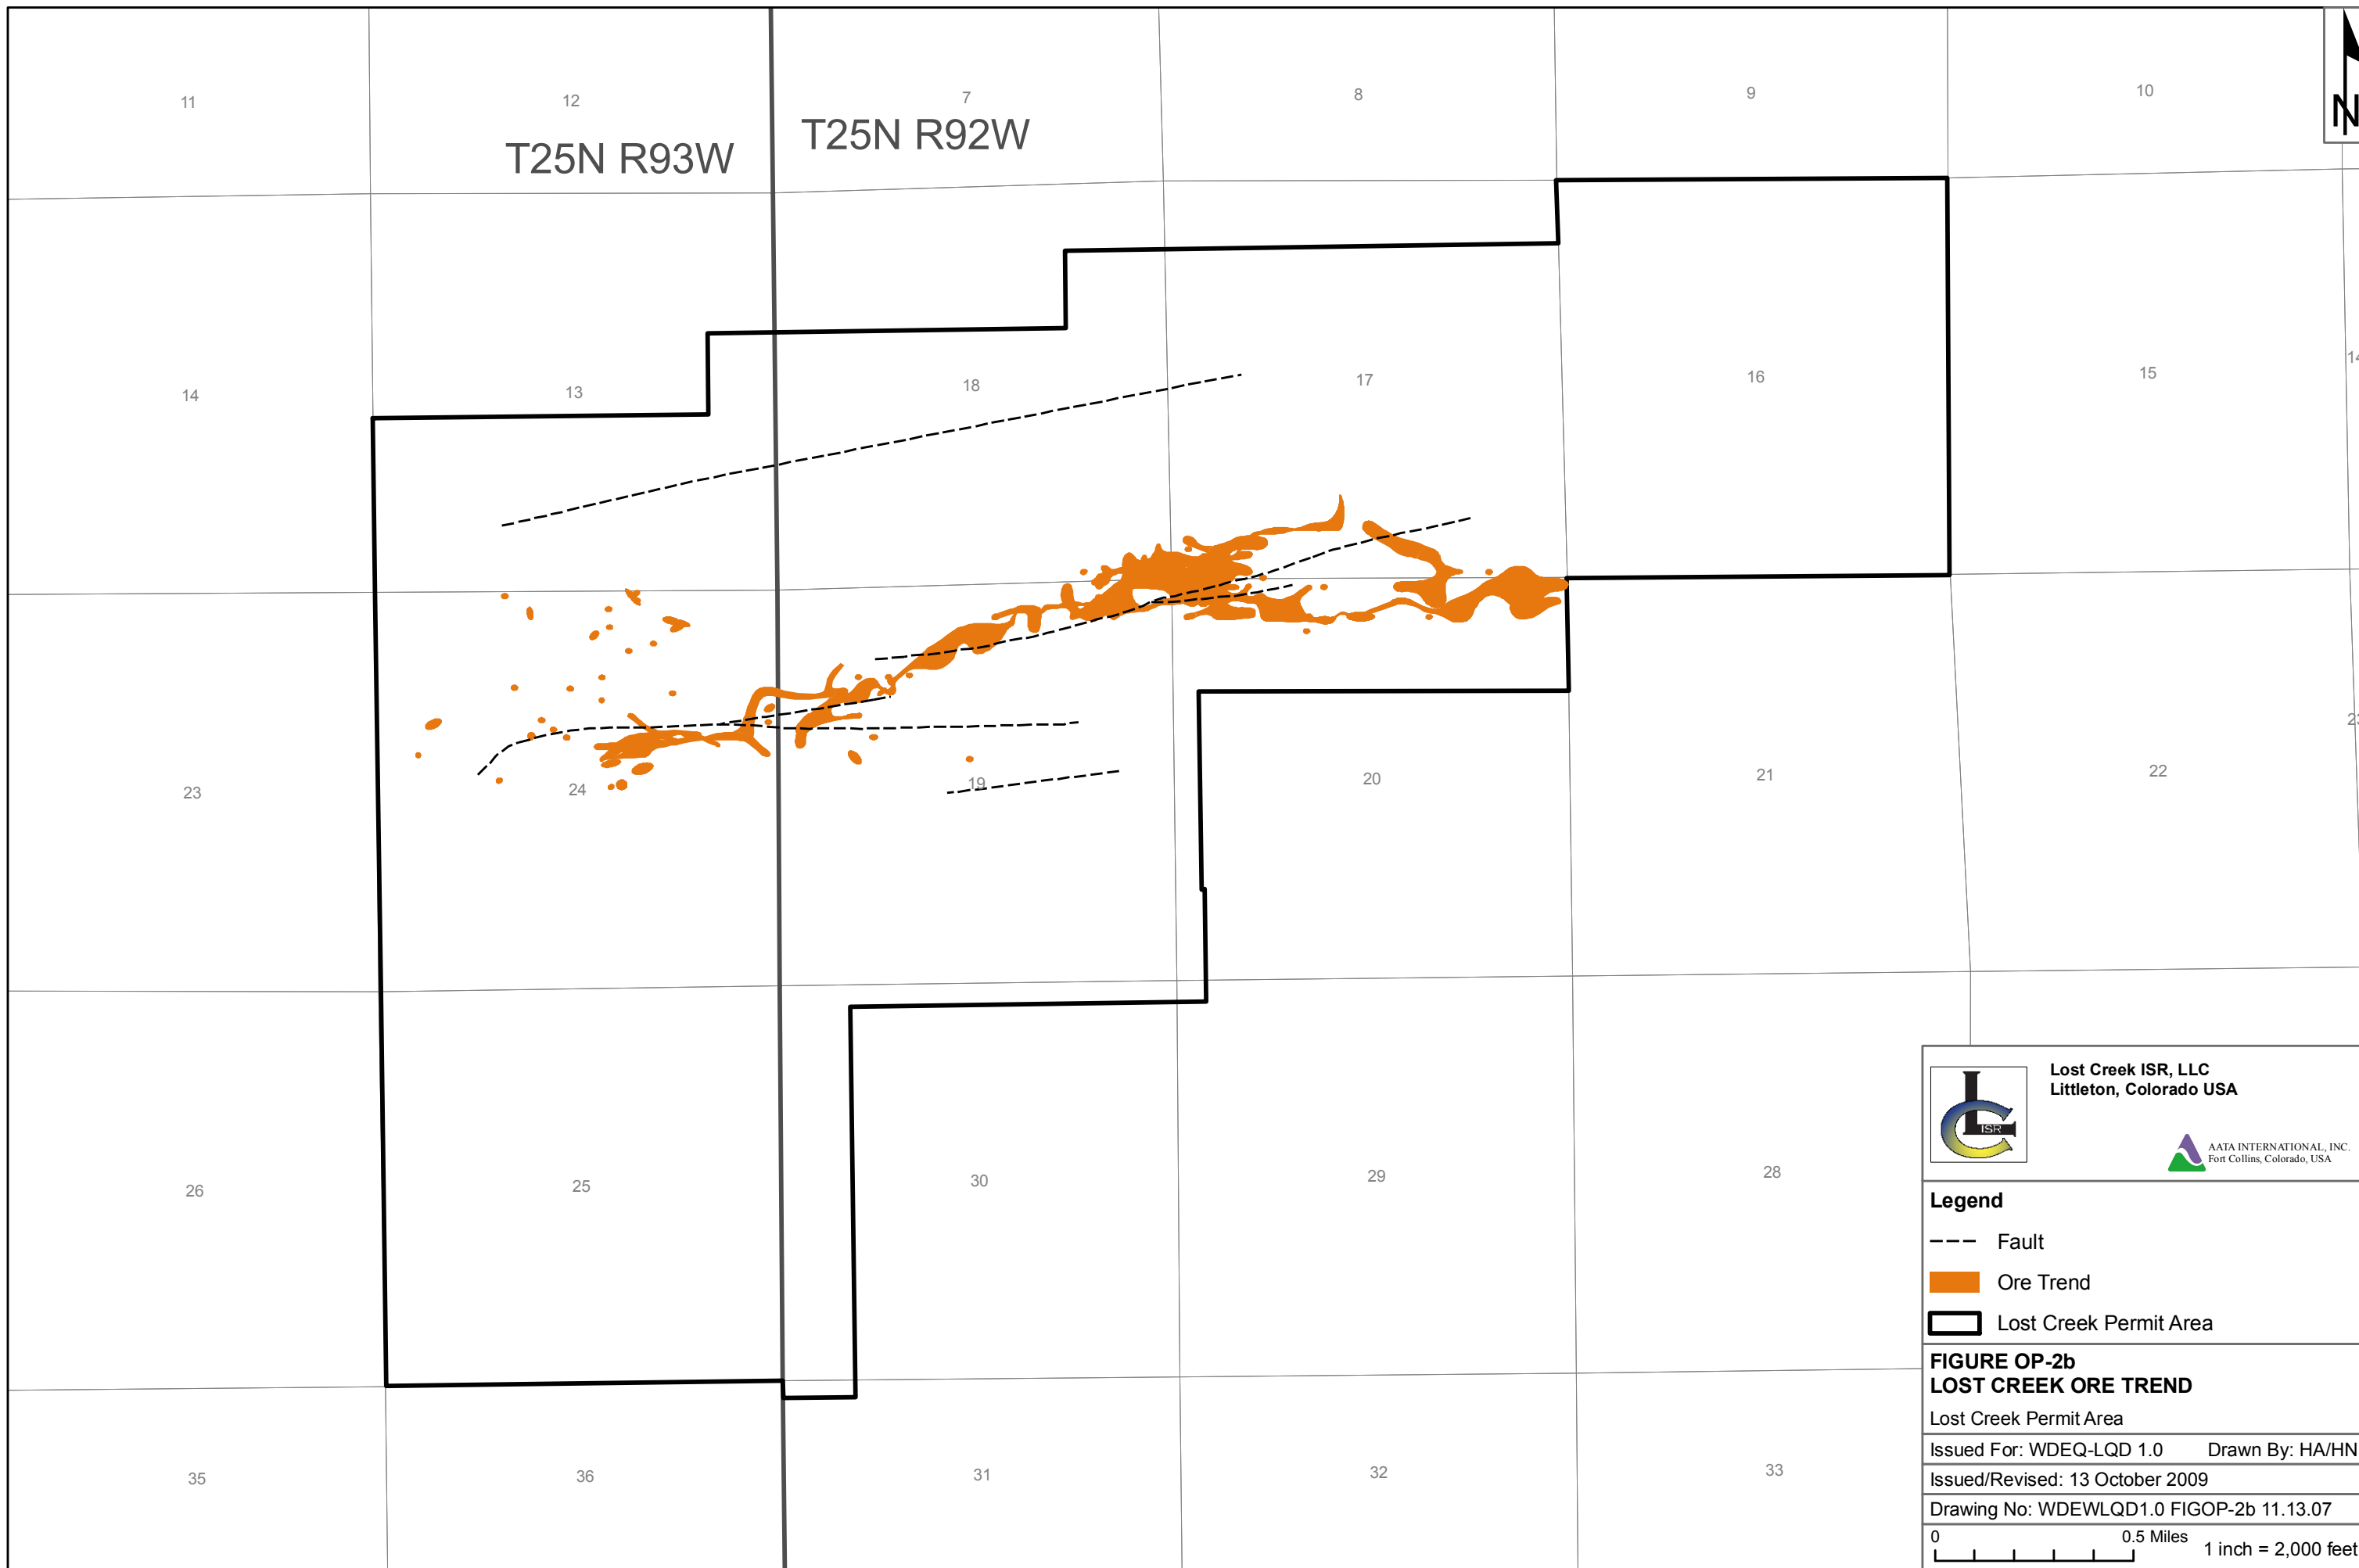 11
12
7
8
9
10
T25N R93W
T25N R92W
N
14
13
18
17
16
15
14
23
24
19
20
21
22
23
26
25
30
29
28
35
36
31
32
33
LC ISR
Lost Creek ISR, LLC
Littleton, Colorado USA
AATA INTERNATIONAL, INC.
Fort Collins, Colorado, USA
Legend
Fault
Ore Trend
Lost Creek Permit Area
FIGURE OP-2b
LOST CREEK ORE TREND
Lost Creek Permit Area
Issued For: WDEQ-LQD 1.0 Drawn By: HA/HN
Issued/Revised: 13 October 2009
Drawing No: WDEWLQD1.0 FIGOP-2b 11.13.07
0 0.5 Miles 1 inch = 2,000 feet